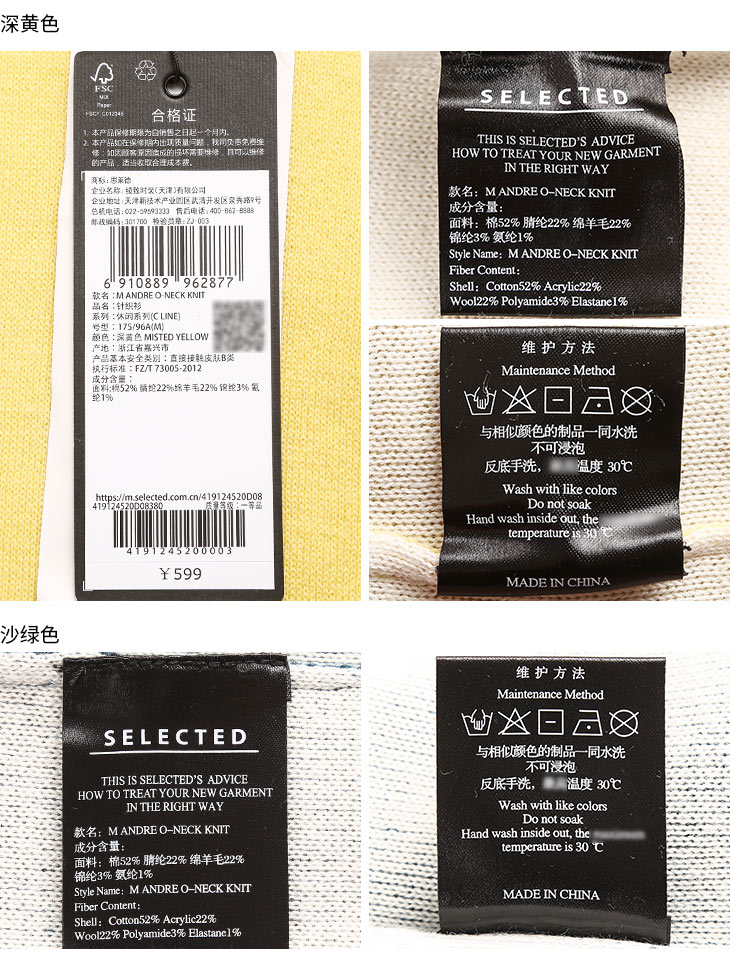 深黄色
FSC
MIX
Paper
FSC® C012345
合格证
1. 本产品保修期限为自销售之日起一个月内。
2. 本产品如在保修期内出现质量问题，我司负责免费维
修；如因顾客原因造成的损坏需要维修，且可以维修
的产品，适当收取合理成本费。
商标：思莱德
企业名称：绫致时装(天津)有限公司
地址：天津新技术产业园区武清开发区泉秀路9号
总机电话：022-59693333 售后电话：400-862-8888
邮政编码：301700 检验员章：ZJ 003
6 910889 962877
款名：M ANDRE O-NECK KNIT
品名：针织衫
系列：休闲系列(C LINE)
号型：175/96A(M)
颜色：深黄色 MISTED YELLOW
产地：浙江省嘉兴市
产品基本安全类别：直接接触皮肤B类
执行标准：FZ/T 73005-2012
成分含量：
面料:棉52% 腈纶22%绵羊毛22% 锦纶3% 氨
纶1%
https://m.selected.com.cn/419124520D08
419124520D08380 质量等级：一等品
4191245200003
￥599
SELECTED
THIS IS SELECTED'S ADVICE
HOW TO TREAT YOUR NEW GARMENT
IN THE RIGHT WAY
款名：M ANDRE O-NECK KNIT
成分含量：
面料：棉52% 腈纶22% 绵羊毛22%
锦纶3% 氨纶1%
Style Name：M ANDRE O-NECK KNIT
Fiber Content：
Shell：Cotton52% Acrylic22%
Wool22% Polyamide3% Elastane1%
维护方法
Maintenance Method
与相似颜色的制品一同水洗
不可浸泡
反底手洗，温度 30℃
Wash with like colors
Do not soak
Hand wash inside out, the
temperature is 30℃
MADE IN CHINA
沙绿色
SELECTED
THIS IS SELECTED'S ADVICE
HOW TO TREAT YOUR NEW GARMENT
IN THE RIGHT WAY
款名：M ANDRE O-NECK KNIT
成分含量：
面料：棉52% 腈纶22% 绵羊毛22%
锦纶3% 氨纶1%
Style Name：M ANDRE O-NECK KNIT
Fiber Content：
Shell：Cotton52% Acrylic22%
Wool22% Polyamide3% Elastane1%
维护方法
Maintenance Method
与相似颜色的制品一同水洗
不可浸泡
反底手洗，温度 30℃
Wash with like colors
Do not soak
Hand wash inside out, the maximum
temperature is 30℃
MADE IN CHINA